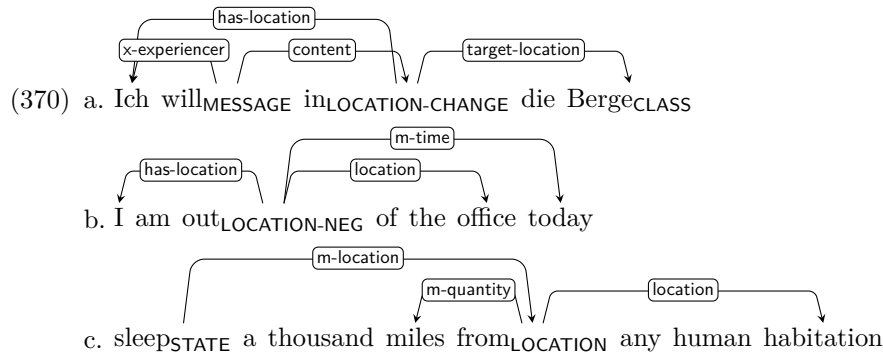 has-location
x-experiencer content target-location
(370) a. Ich willMESSAGE inLOCATION-CHANGE die BergeCLASS
m-time
has-location location
b. I am outLOCATION-NEG of the office today
m-location
m-quantity location
c. sleepSTATE a thousand miles fromLOCATION any human habitation